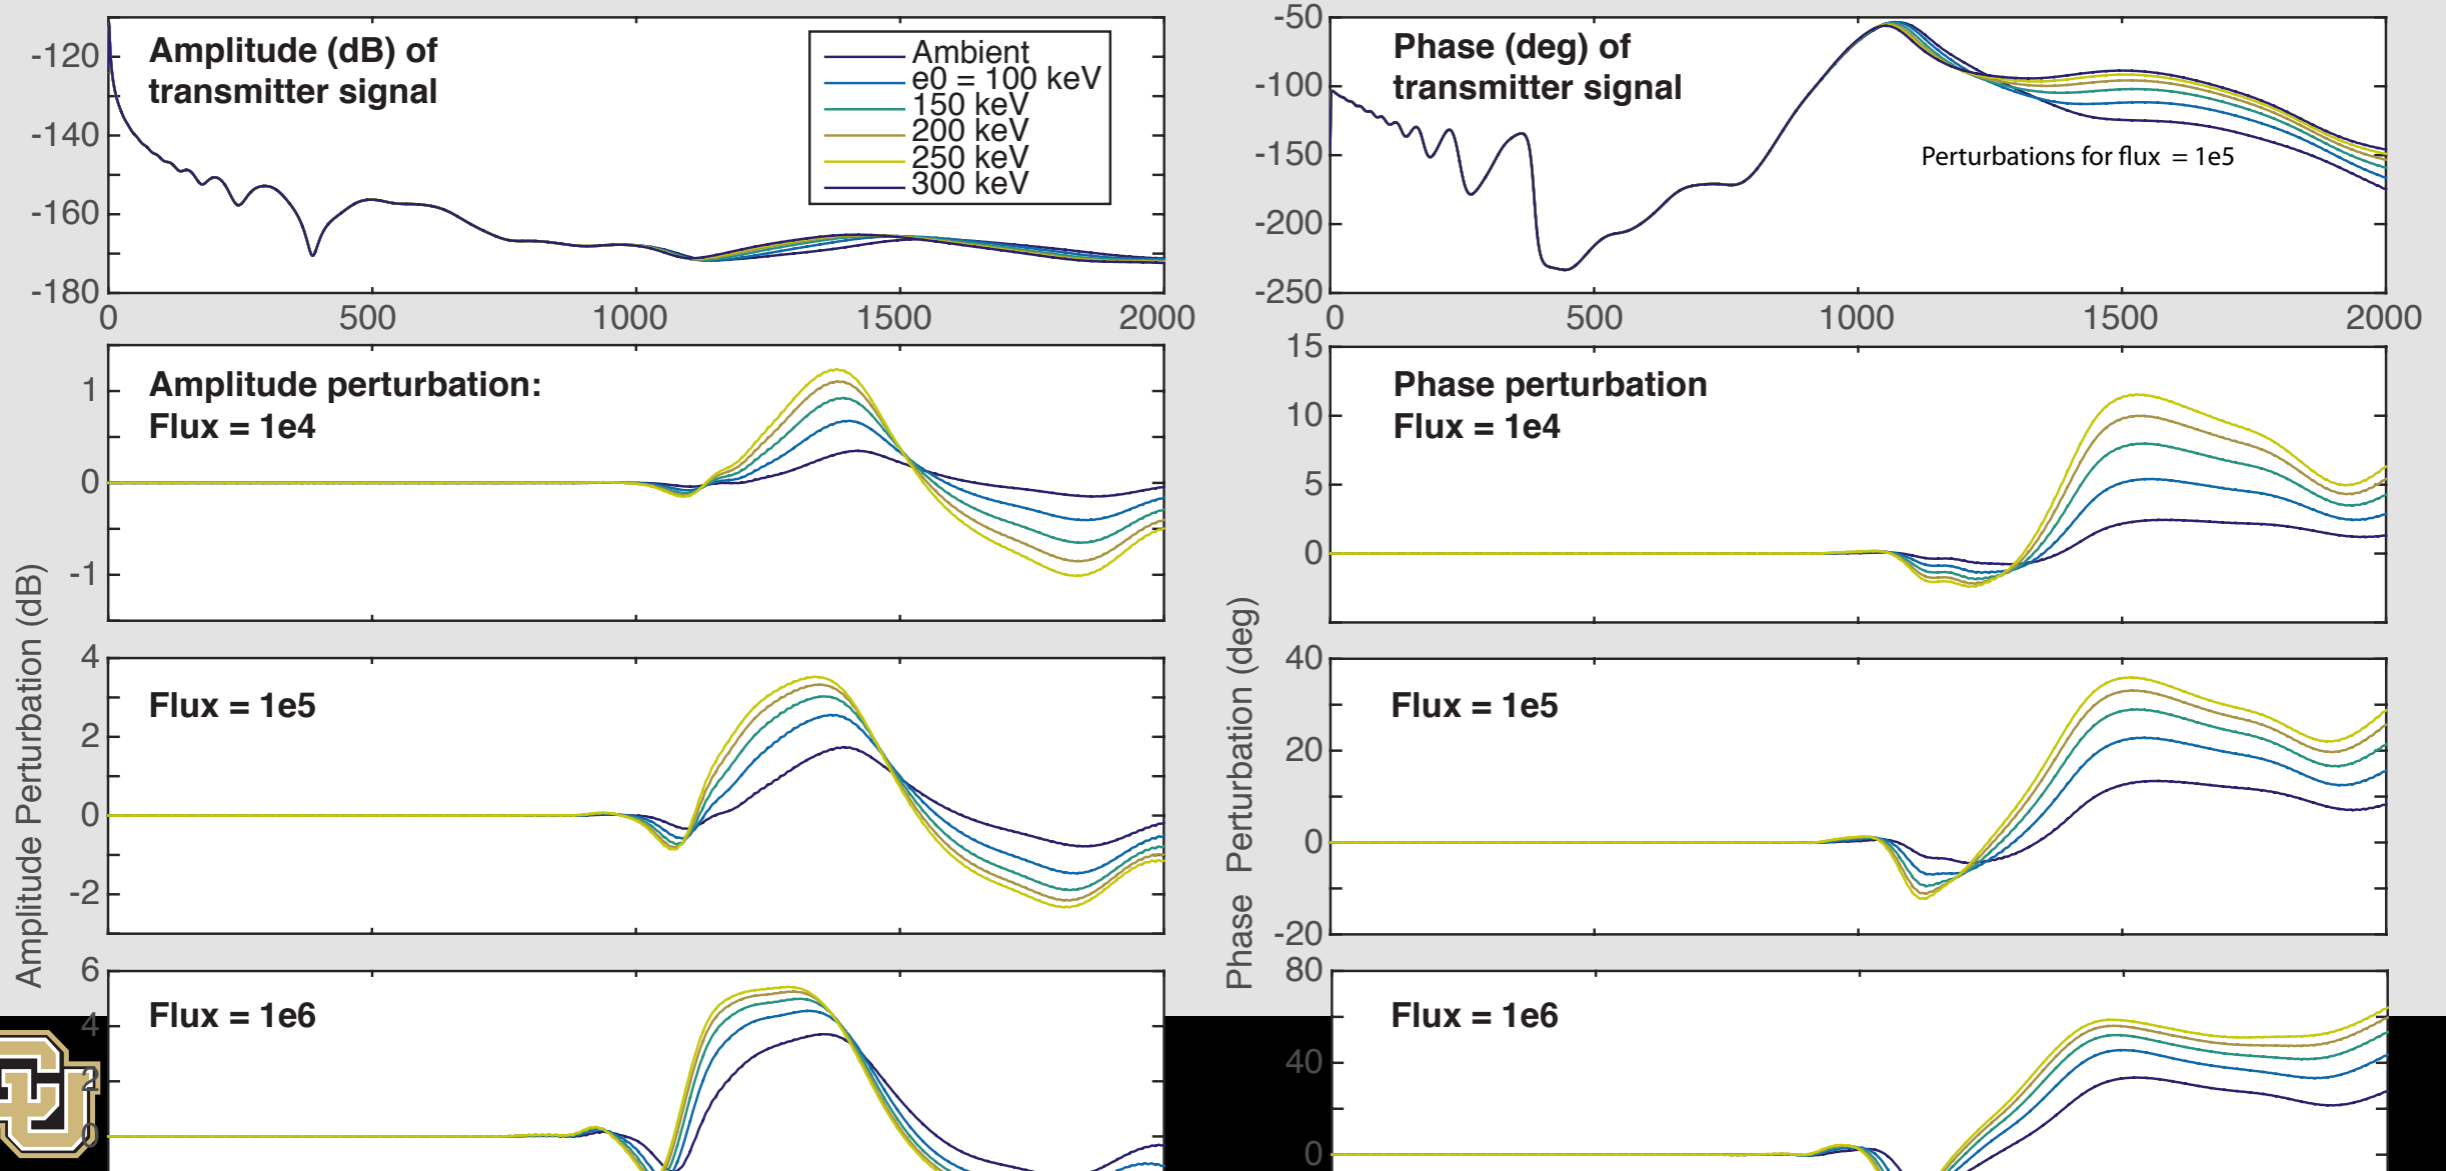 Amplitude (dB) of
transmitter signal
Ambient
e0 = 100 keV
150 keV
200 keV
250 keV
300 keV
-120
-140
-160
-180
0
500
1000
1500
2000
Phase (deg) of
transmitter signal
Perturbations for flux = 1e5
-50
-100
-150
-200
-250
0
500
1000
1500
2000
Amplitude perturbation:
Flux = 1e4
1
0
-1
Phase perturbation
Flux = 1e4
15
10
5
0
Amplitude Perturbation (dB)
Flux = 1e5
4
2
0
-2
Phase Perturbation (deg)
Flux = 1e5
40
20
0
-20
Flux = 1e6
6
4
2
0
Flux = 1e6
80
40
0
CU